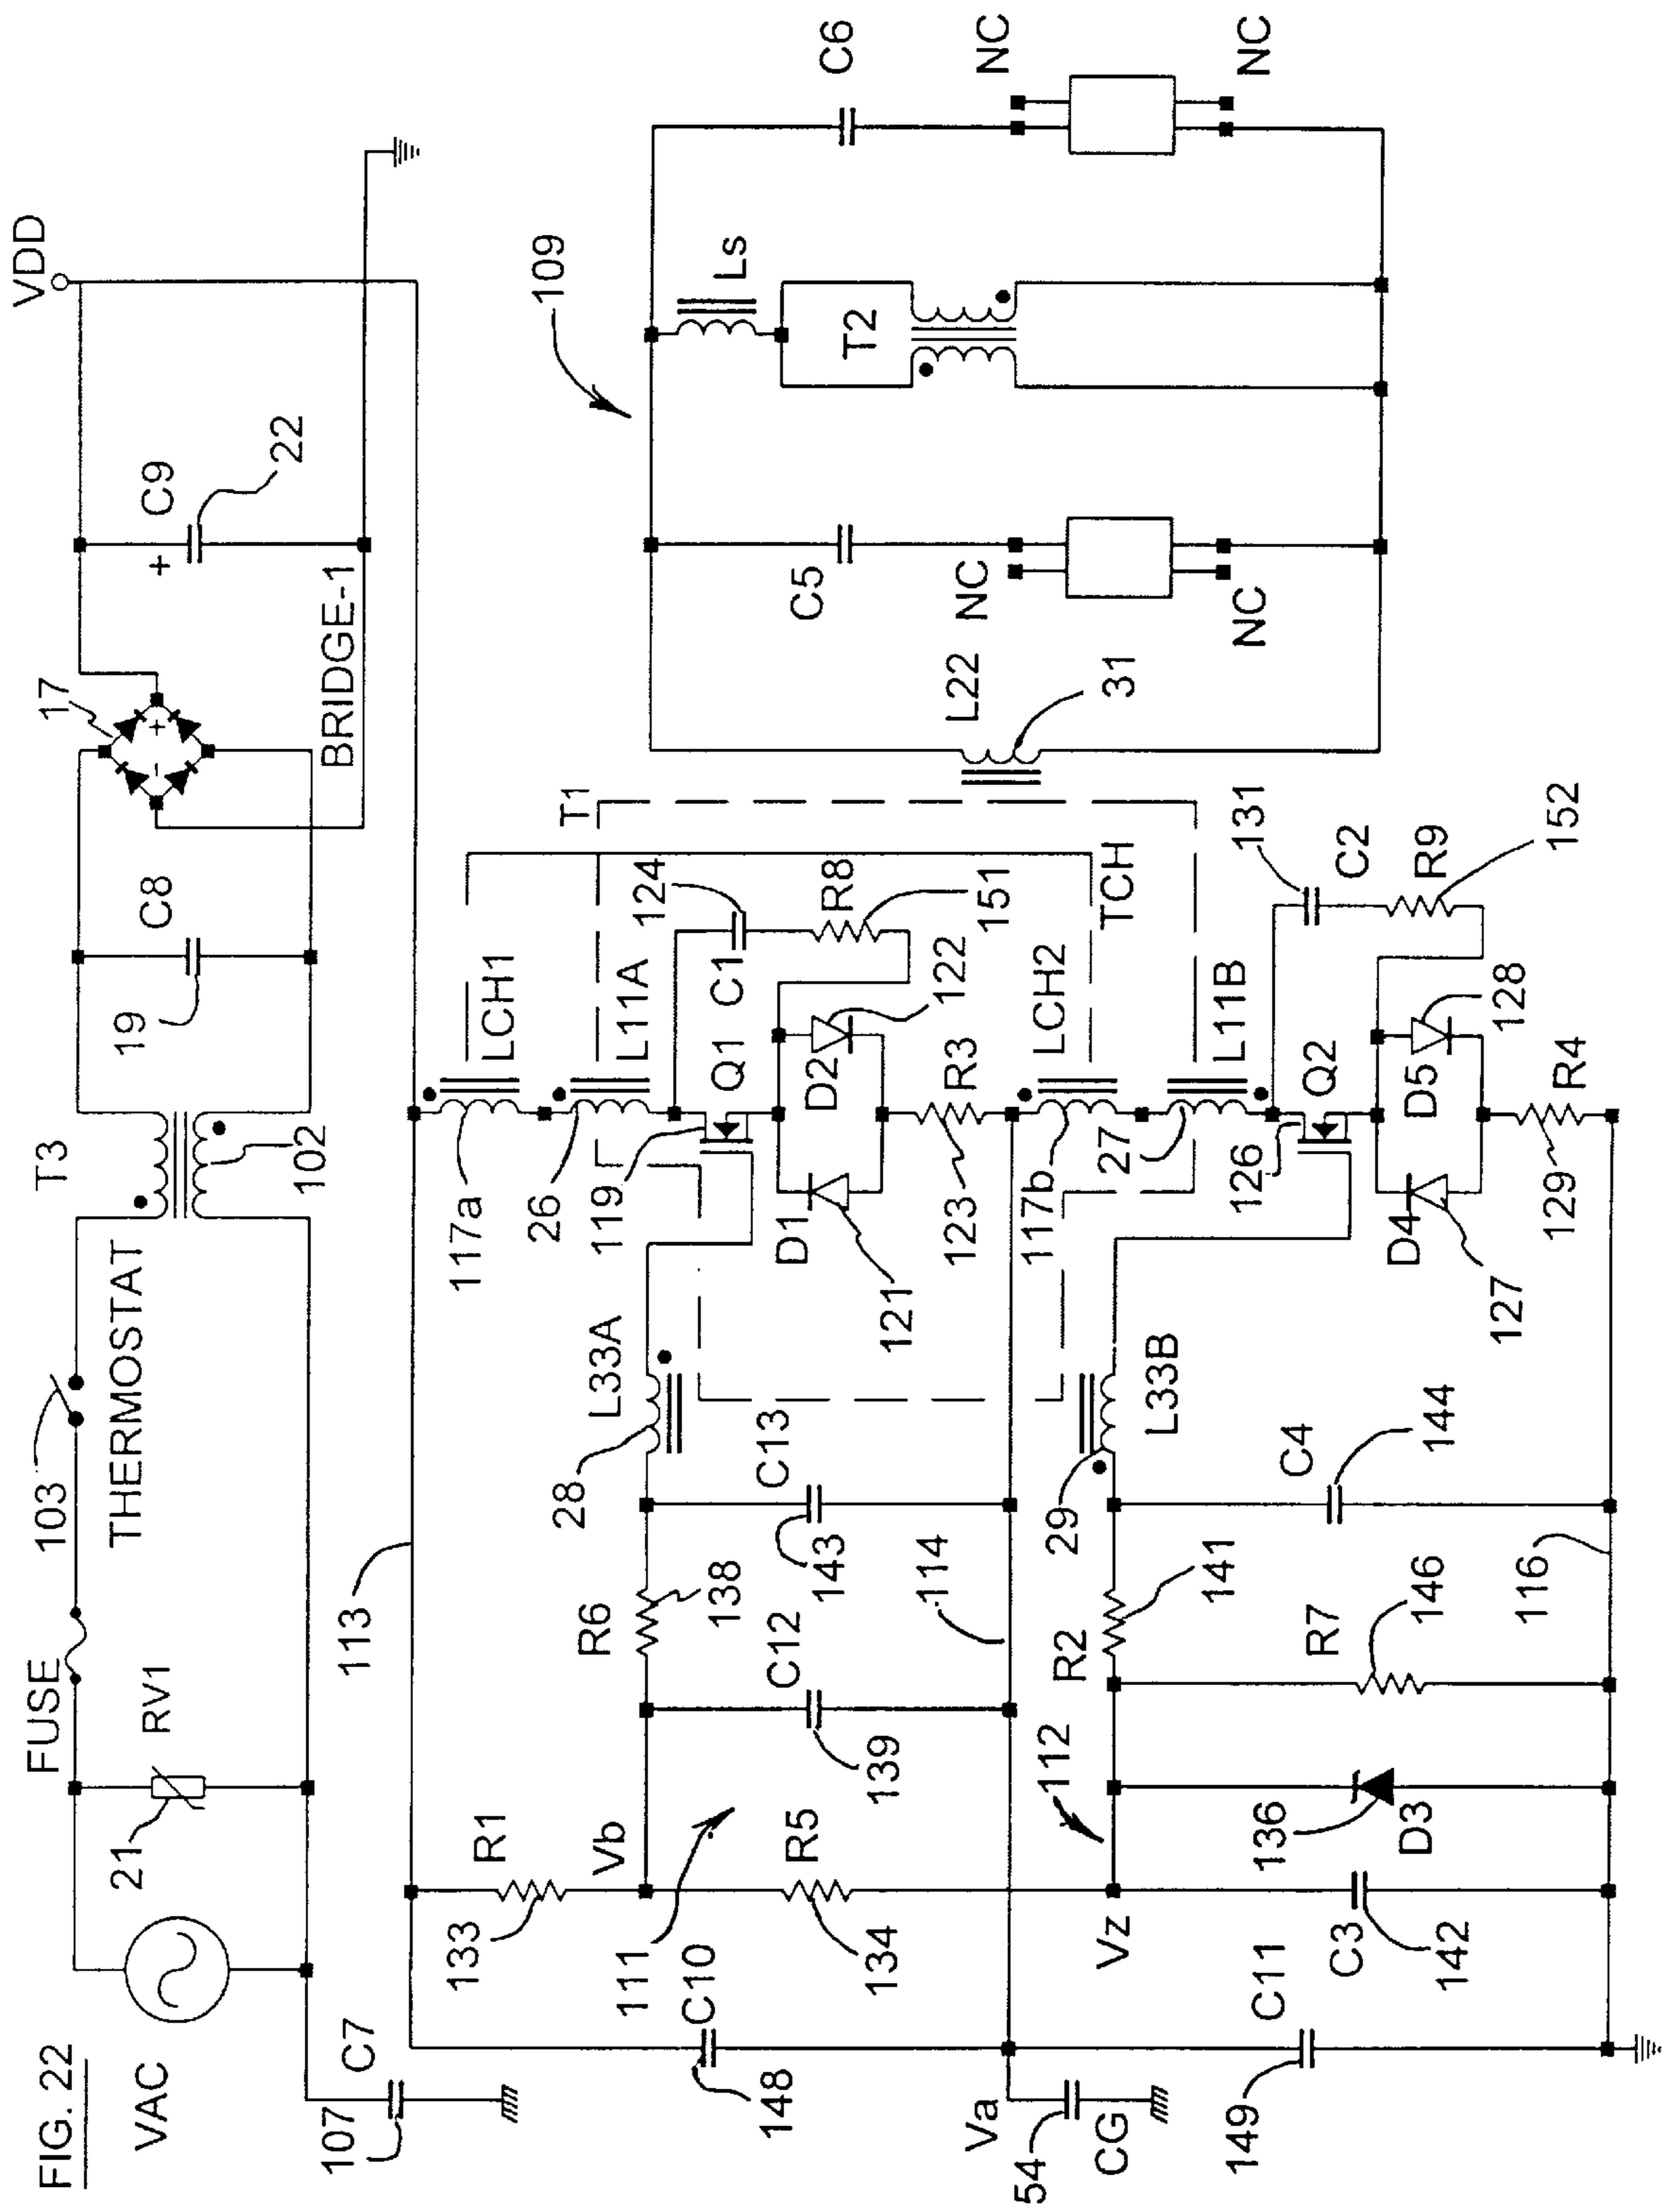 FIG. 22
VAC
FUSE
RV1
21
103
THERMOSTAT
T3
102
19
C8
17
+
-
BRIDGE-1
C9
+
22
VDD
107
C7
113
133
R1
Vb
111
C10
148
134
R5
R6
138
C12
139
C13
143
28
L33A
117a
LCH1
26
L11A
119
Q1
C1
124
R8
151
D1
121
D2
122
123
R3
T1
TCH
114
Va
54
CG
149
C11
Vz
112
C3
142
136
D3
R2
141
R7
146
116
29
L33B
C4
144
117b
LCH2
27
L11B
126
Q2
131
C2
R9
152
D4
127
D5
128
129
R4
109
L22
31
C5
NC
NC
T2
Ls
C6
NC
NC